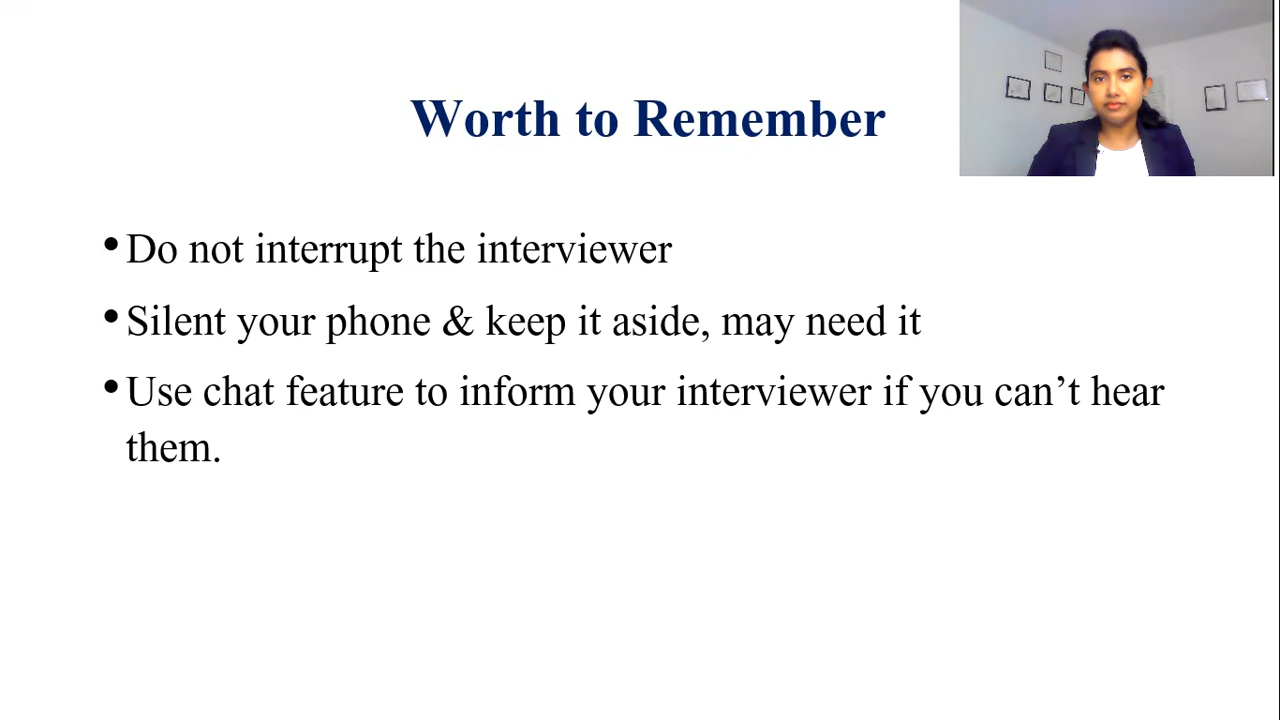 Worth to Remember
•Do not interrupt the interviewer
•Silent your phone & keep it aside, may need it
•Use chat feature to inform your interviewer if you can’t hear
them.